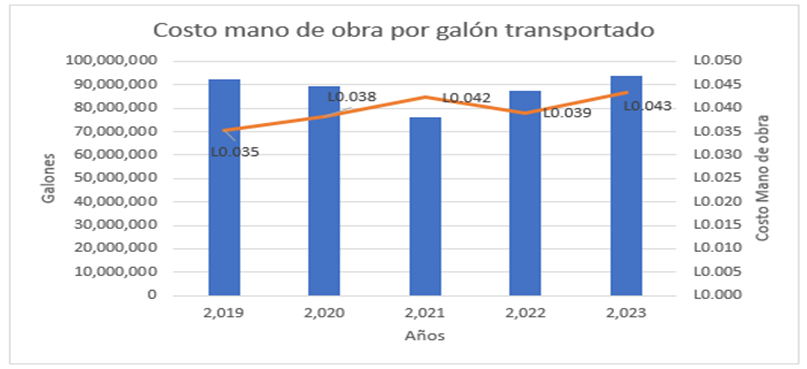 Costo mano de obra por galón transportado
100,000,000
90,000,000
80,000,000
70,000,000
60,000,000
50,000,000
40,000,000
30,000,000
20,000,000
10,000,000
0
Galones
L0.035
L0.038
L0.042
L0.039
L0.043
L0.050
L0.045
L0.040
L0.035
L0.030
L0.025
L0.020
L0.015
L0.010
L0.005
L0.000
Costo Mano de obra
2,019 2,020 2,021 2,022 2,023
Años